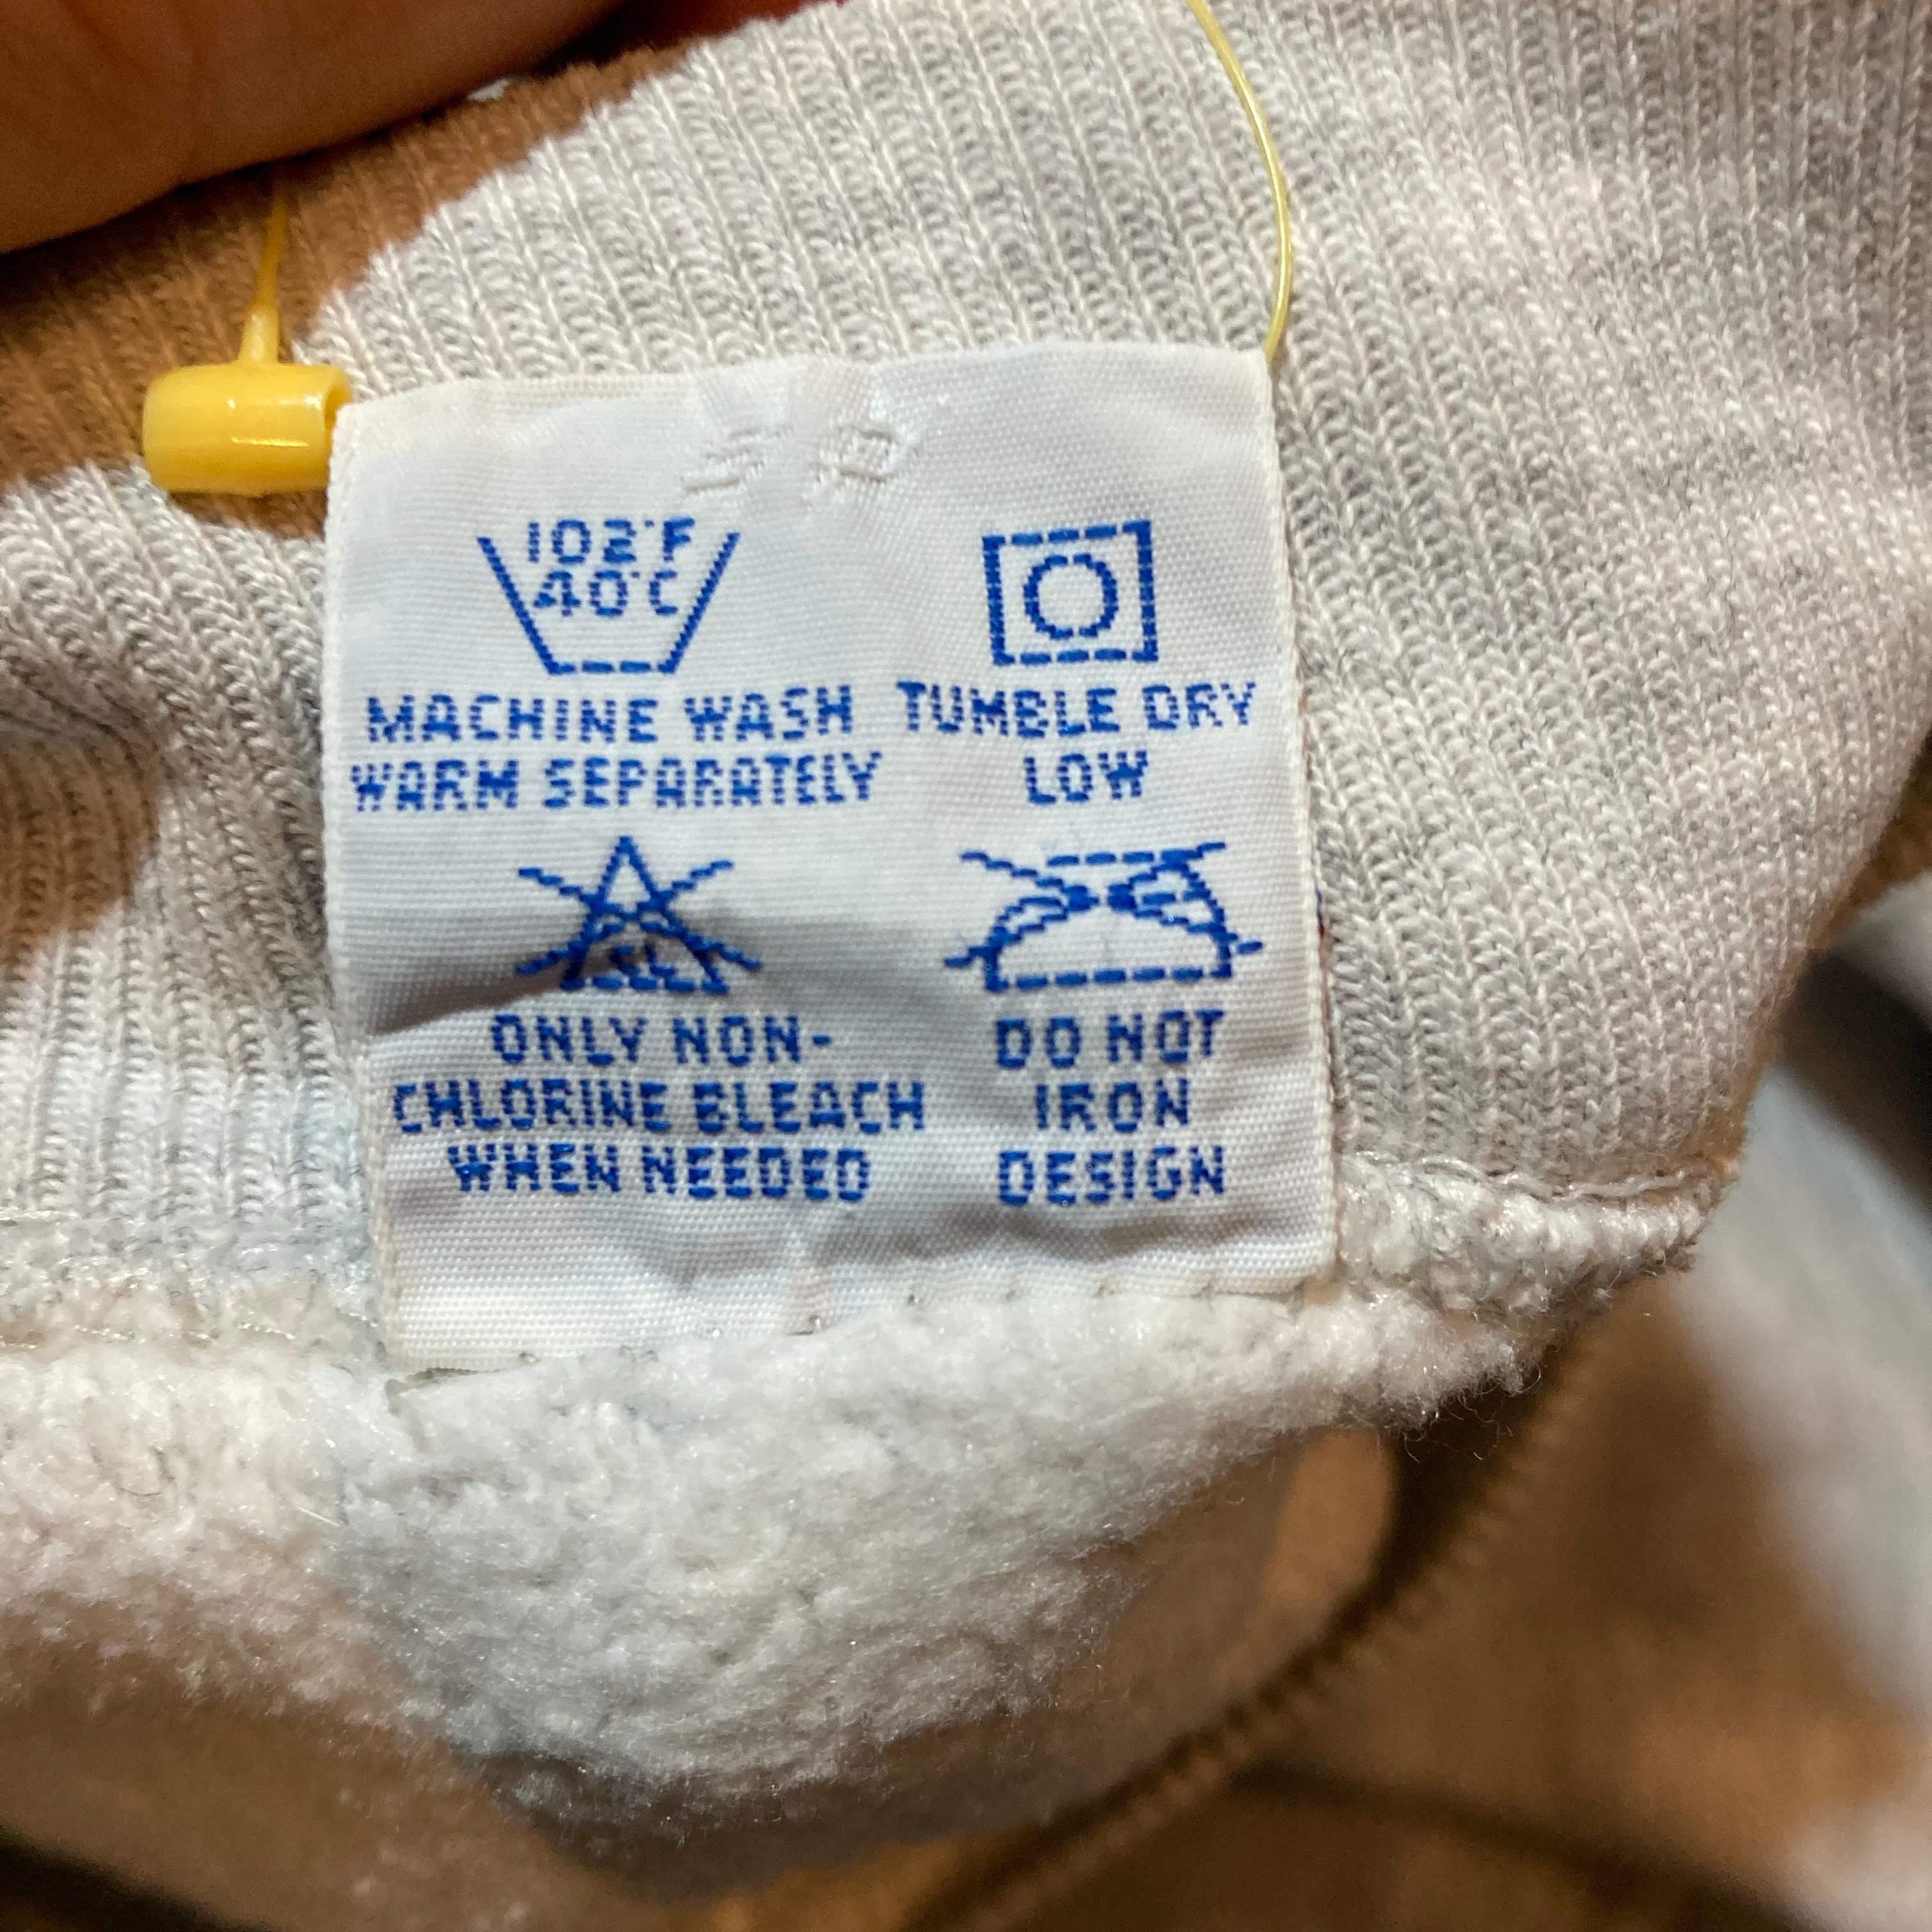 102°F
40°C
MACHINE WASH
WARM SEPARATELY
TUMBLE DRY
LOW
ONLY NON-
CHLORINE BLEACH
WHEN NEEDED
DO NOT
IRON
DESIGN